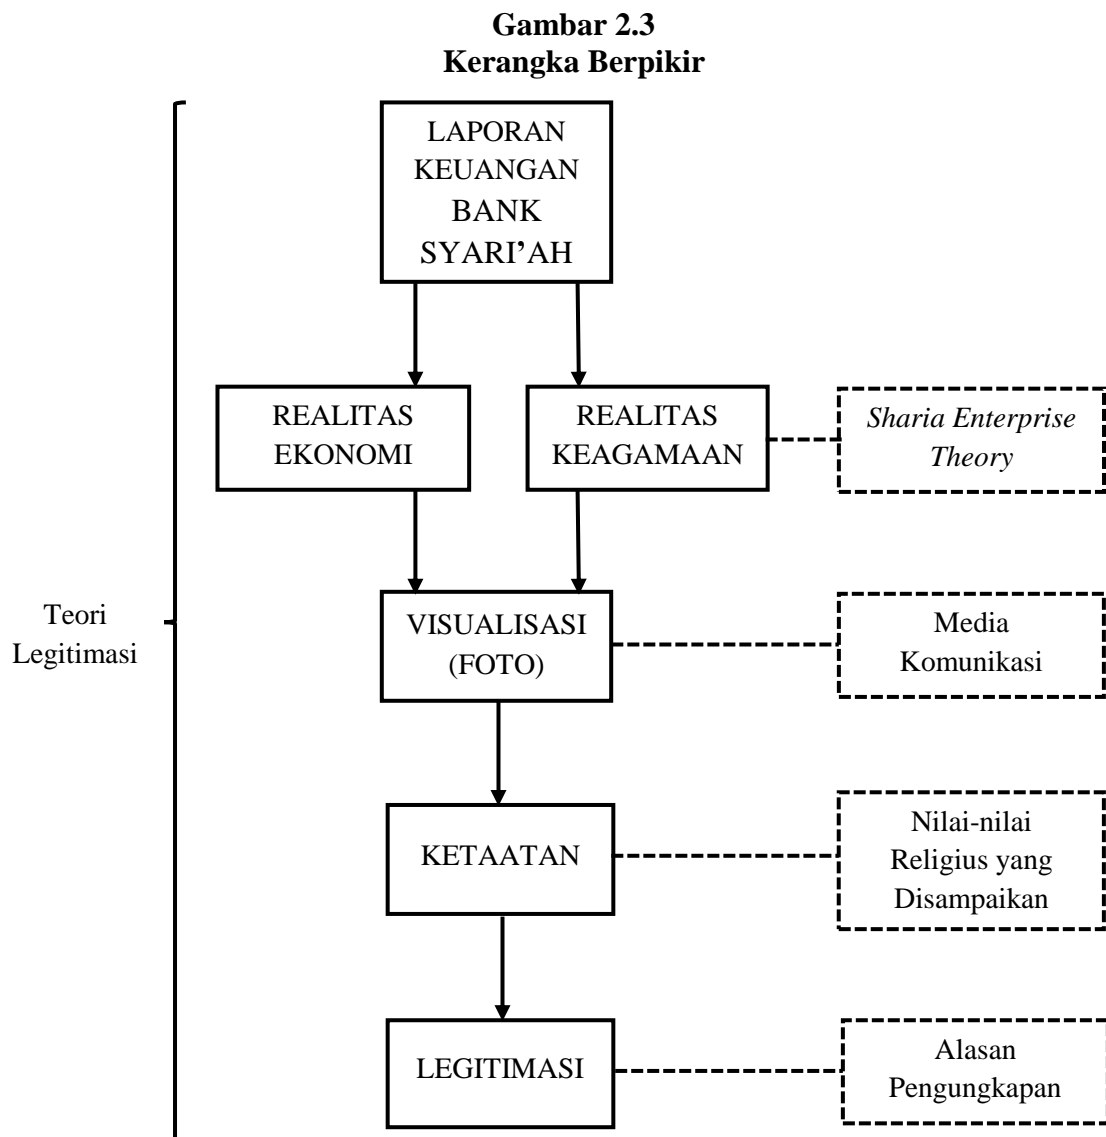 Gambar 2.3
Kerangka Berpikir
LAPORAN
KEUANGAN
BANK
SYARI'AH
REALITAS
EKONOMI
REALITAS
KEAGAMAAN
Sharia Enterprise
Theory
Teori
Legitimasi
VISUALISASI
(FOTO)
Media
Komunikasi
KETAATAN
Nilai-nilai
Religius yang
Disampaikan
LEGITIMASI
Alasan
Pengungkapan